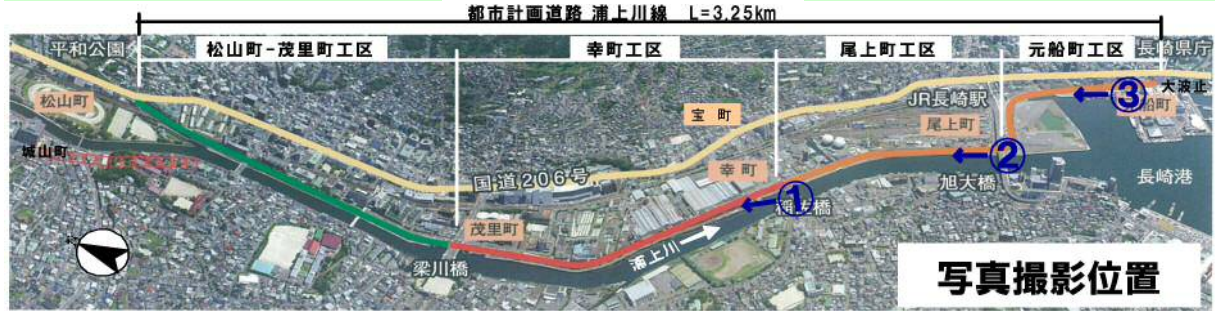 都市計画道路 浦上川線 L=3.25km
平和公園
松山町-茂里町工区
幸町工区
尾上町工区
元船町工区
長崎県庁
大波止
松山町
JR長崎駅
③
船町
宝町
尾上町
城山町
国道206号
幸町
②
旭大橋
長崎港
①
稲佐橋
茂里町
浦上川
梁川橋
写真撮影位置